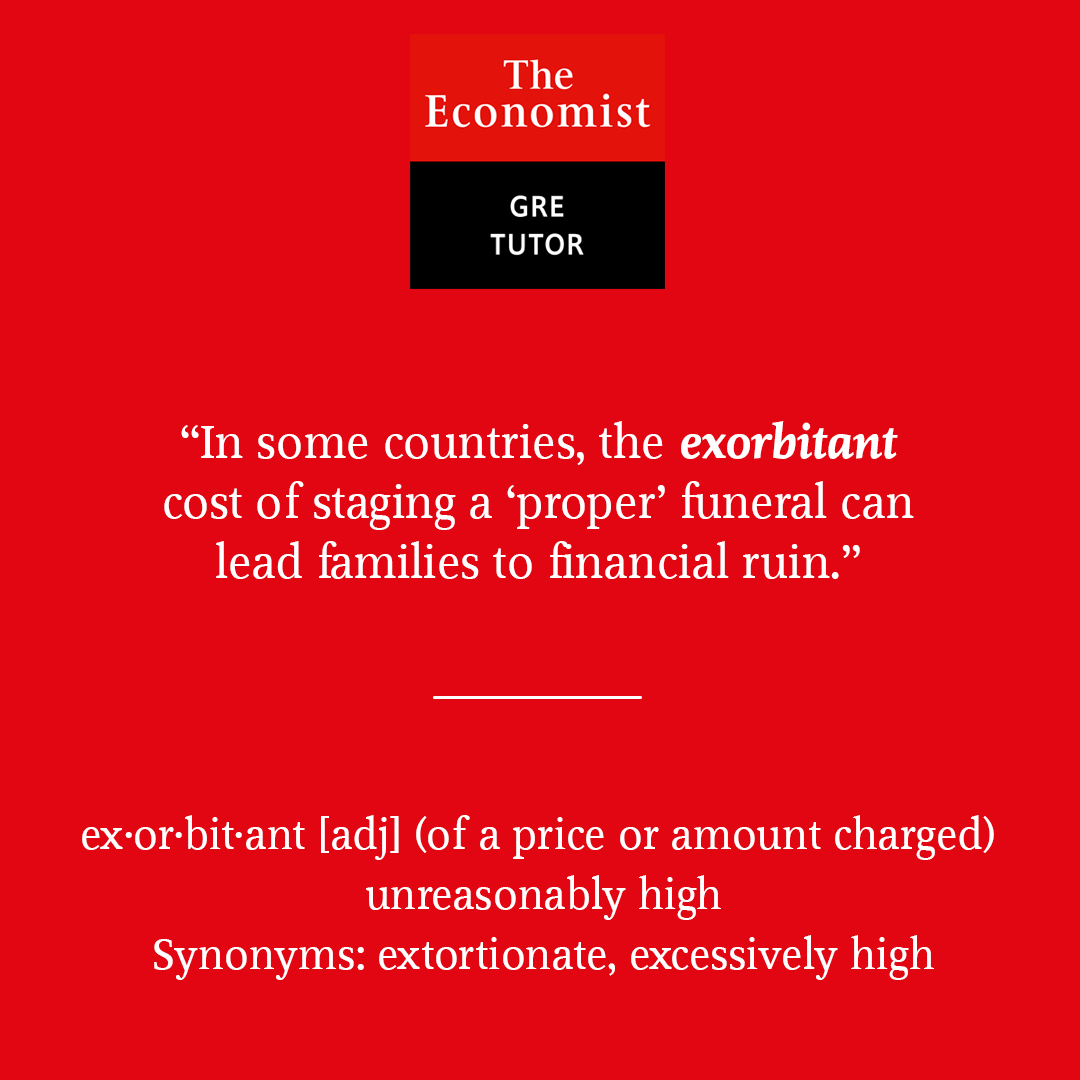 The
Economist
GRE
TUTOR
“In some countries, the exorbitant
cost of staging a ‘proper’ funeral can
lead families to financial ruin.”
ex·or·bit·ant [adj] (of a price or amount charged)
unreasonably high
Synonyms: extortionate, excessively high